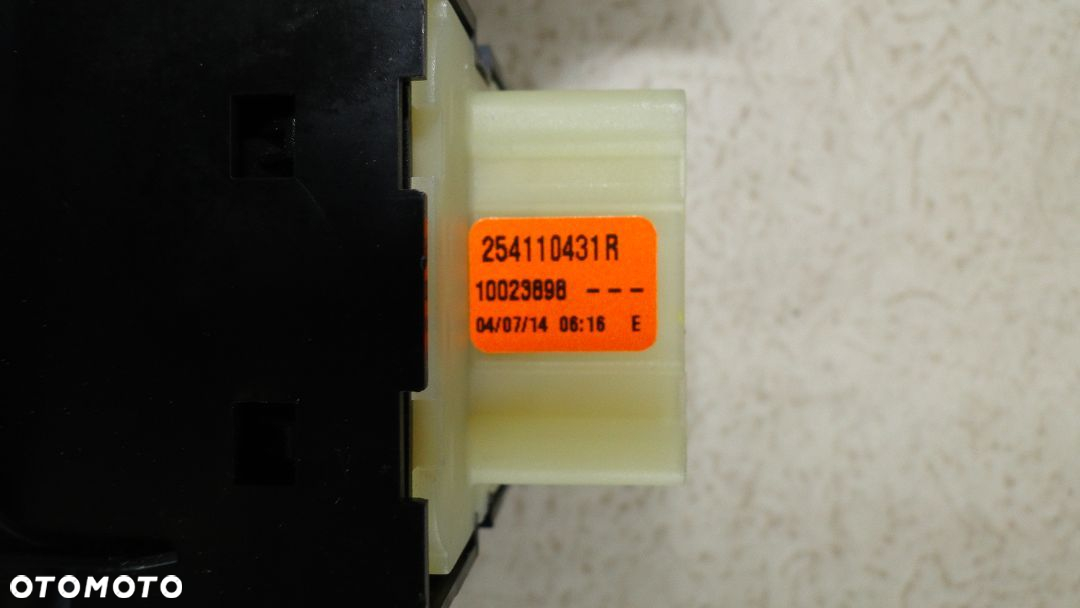 254110431R
10023898 ---
04/07/14 06:16 E
OTOMOTO